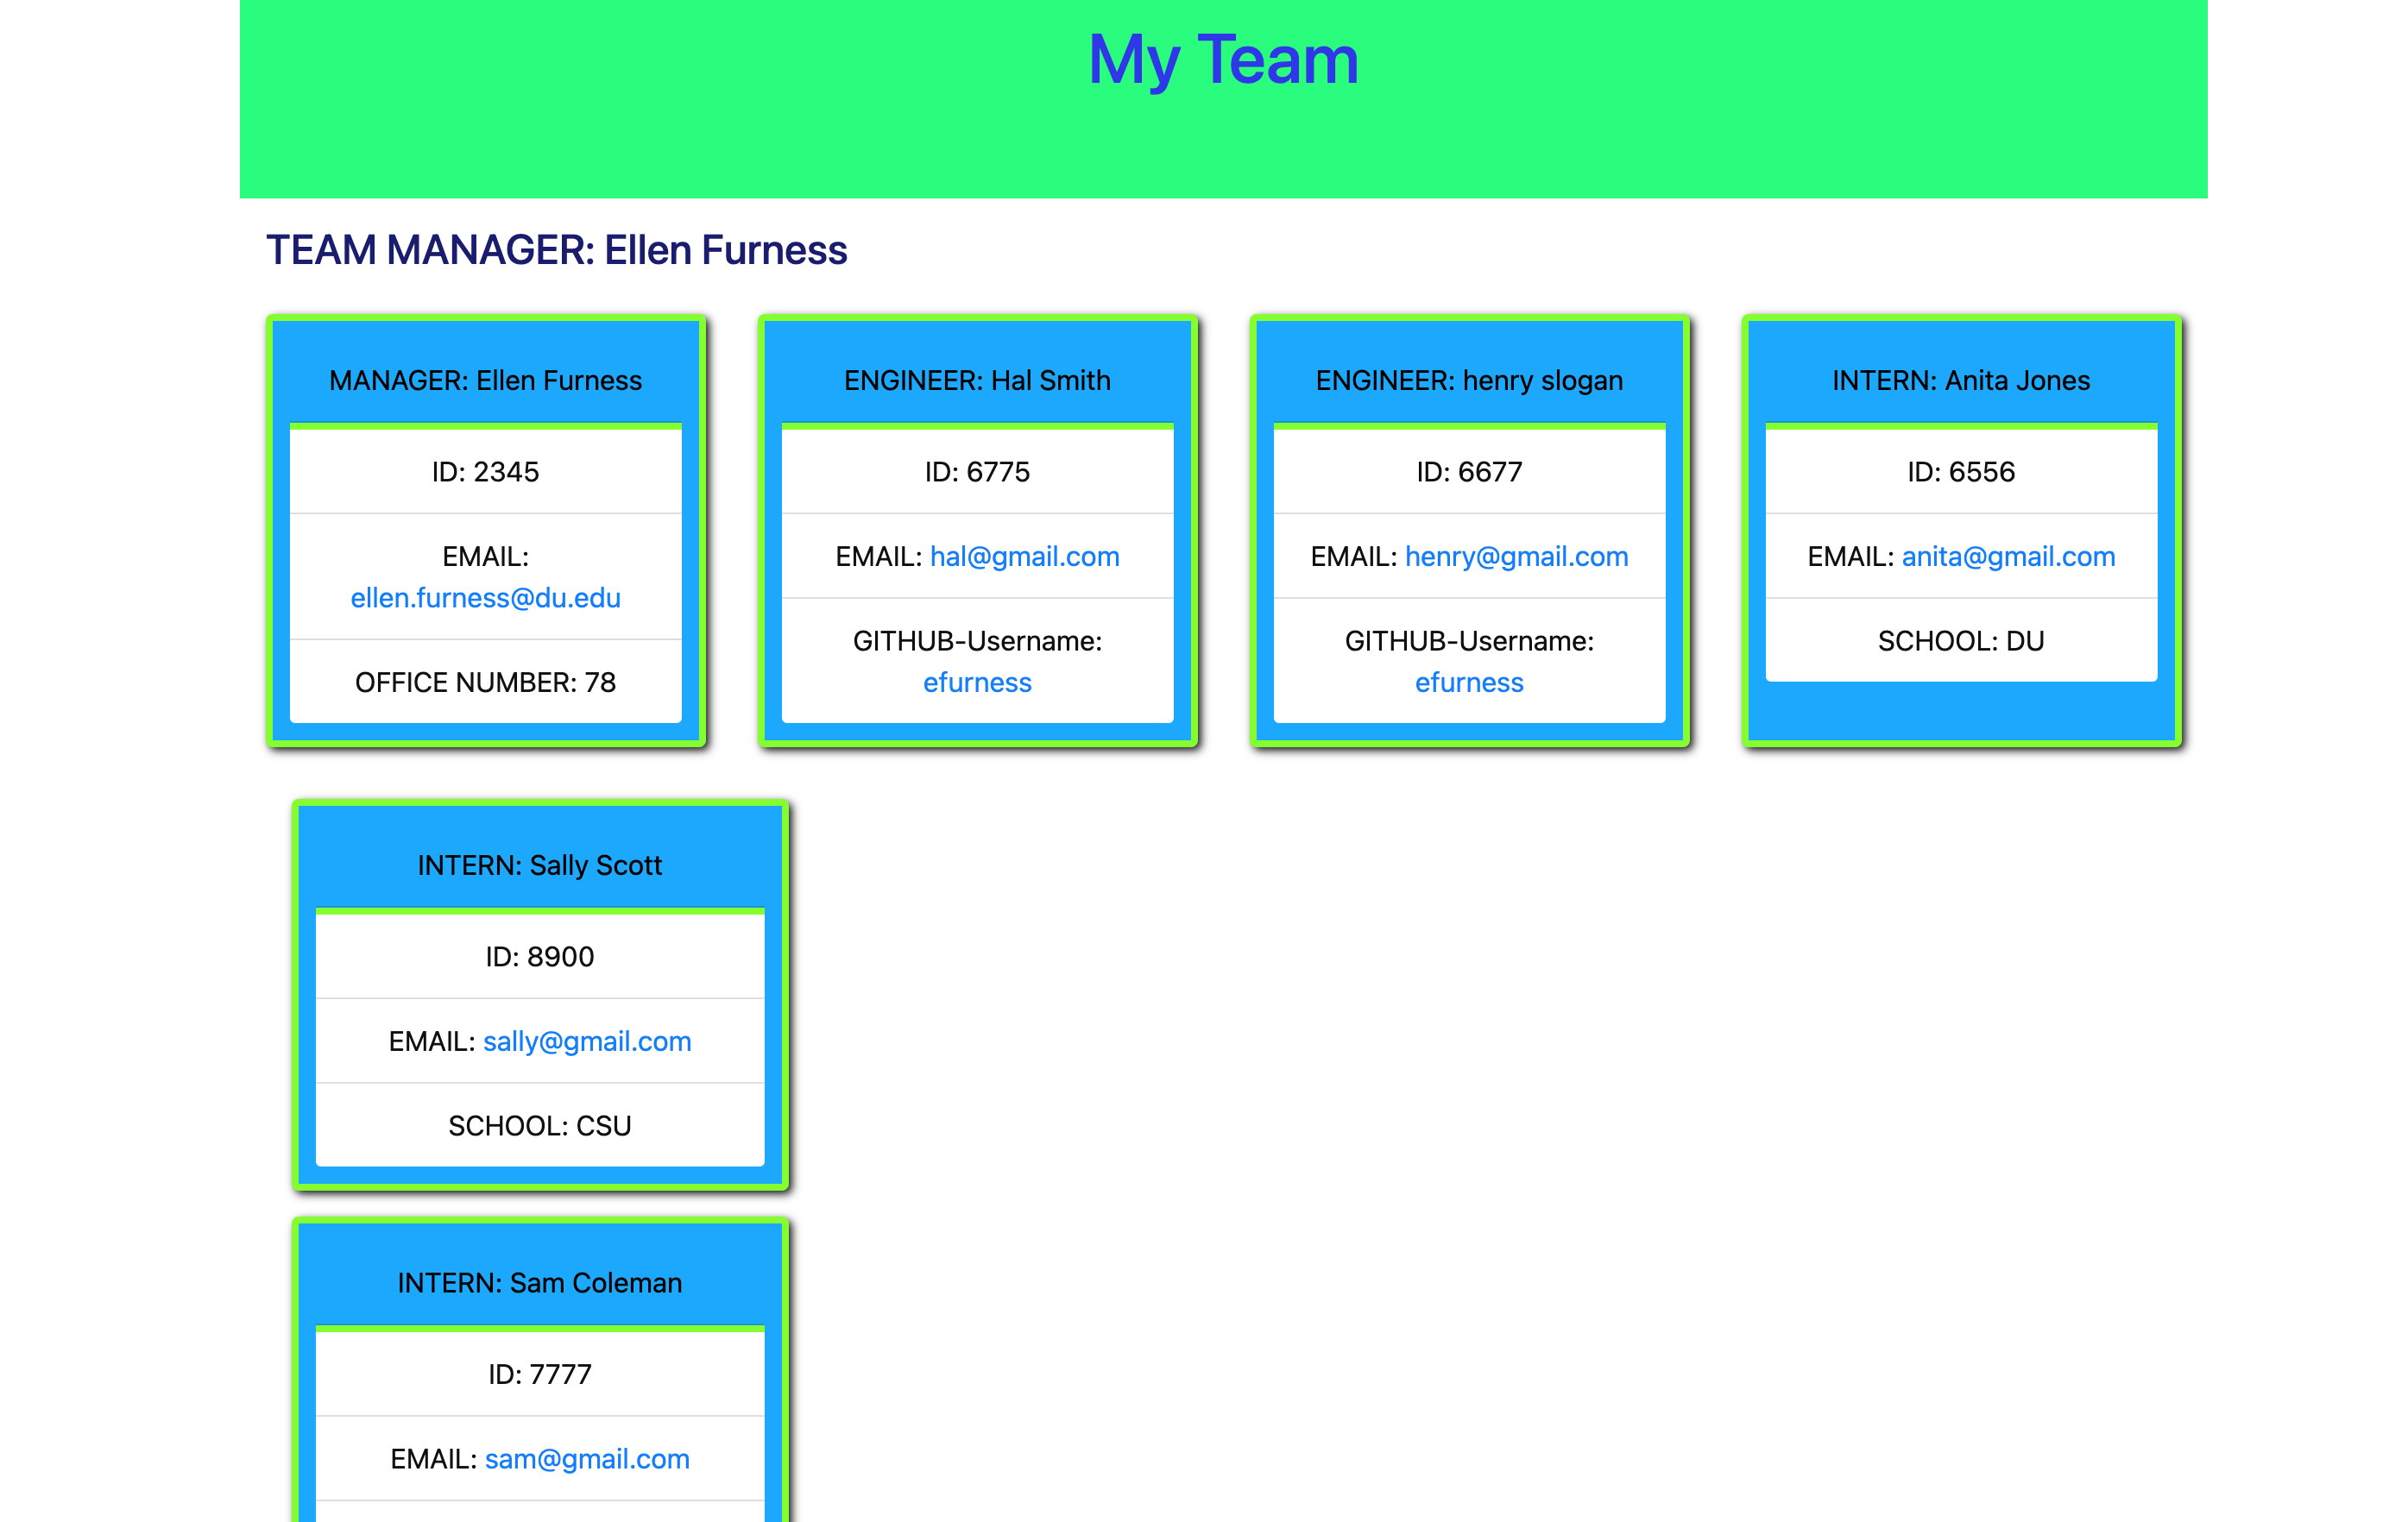 My Team
TEAM MANAGER: Ellen Furness
MANAGER: Ellen Furness
ID: 2345
EMAIL:
ellen.furness@du.edu
OFFICE NUMBER: 78
ENGINEER: Hal Smith
ID: 6775
EMAIL: hal@gmail.com
GITHUB-Username:
efurness
ENGINEER: henry slogan
ID: 6677
EMAIL: henry@gmail.com
GITHUB-Username:
efurness
INTERN: Anita Jones
ID: 6556
EMAIL: anita@gmail.com
SCHOOL: DU
INTERN: Sally Scott
ID: 8900
EMAIL: sally@gmail.com
SCHOOL: CSU
INTERN: Sam Coleman
ID: 7777
EMAIL: sam@gmail.com